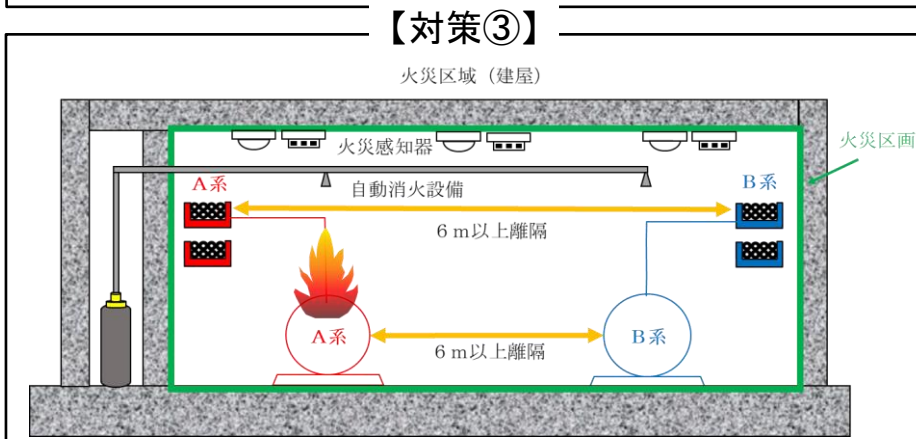 【対策③】
火災区域(建屋)
火災区画
火災感知器
A系
自動消火設備
B系
6m以上離隔
A系
B系
6m以上離隔